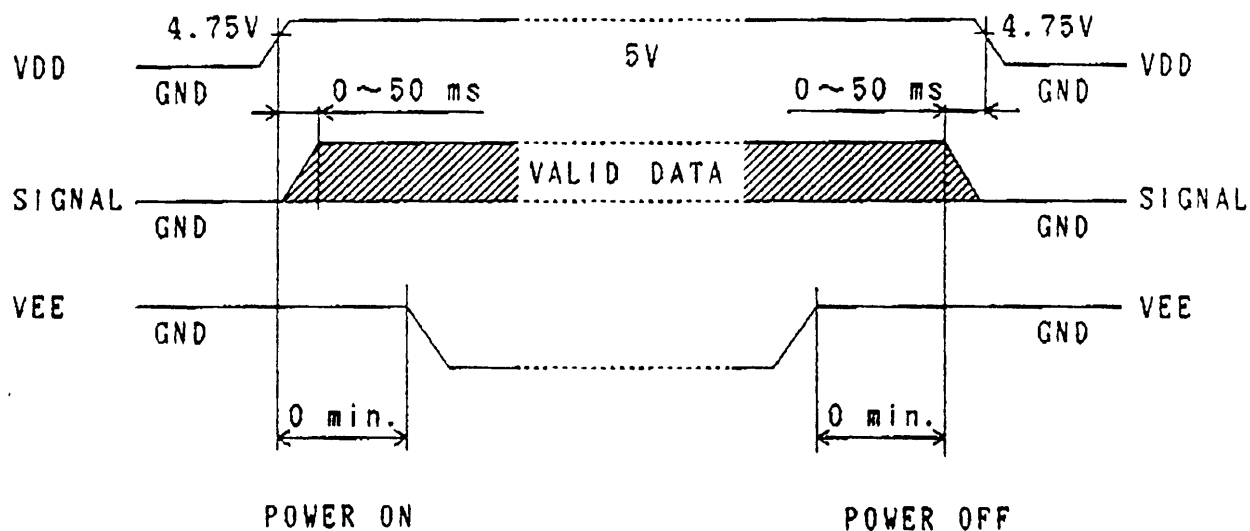 4.75V 4.75V
5V
VDD VDD
GND 0~50 ms 0~50 ms GND
VALID DATA
SIGNAL SIGNAL
GND GND
VEE VEE
GND GND
0 min. 0 min.
POWER ON POWER OFF